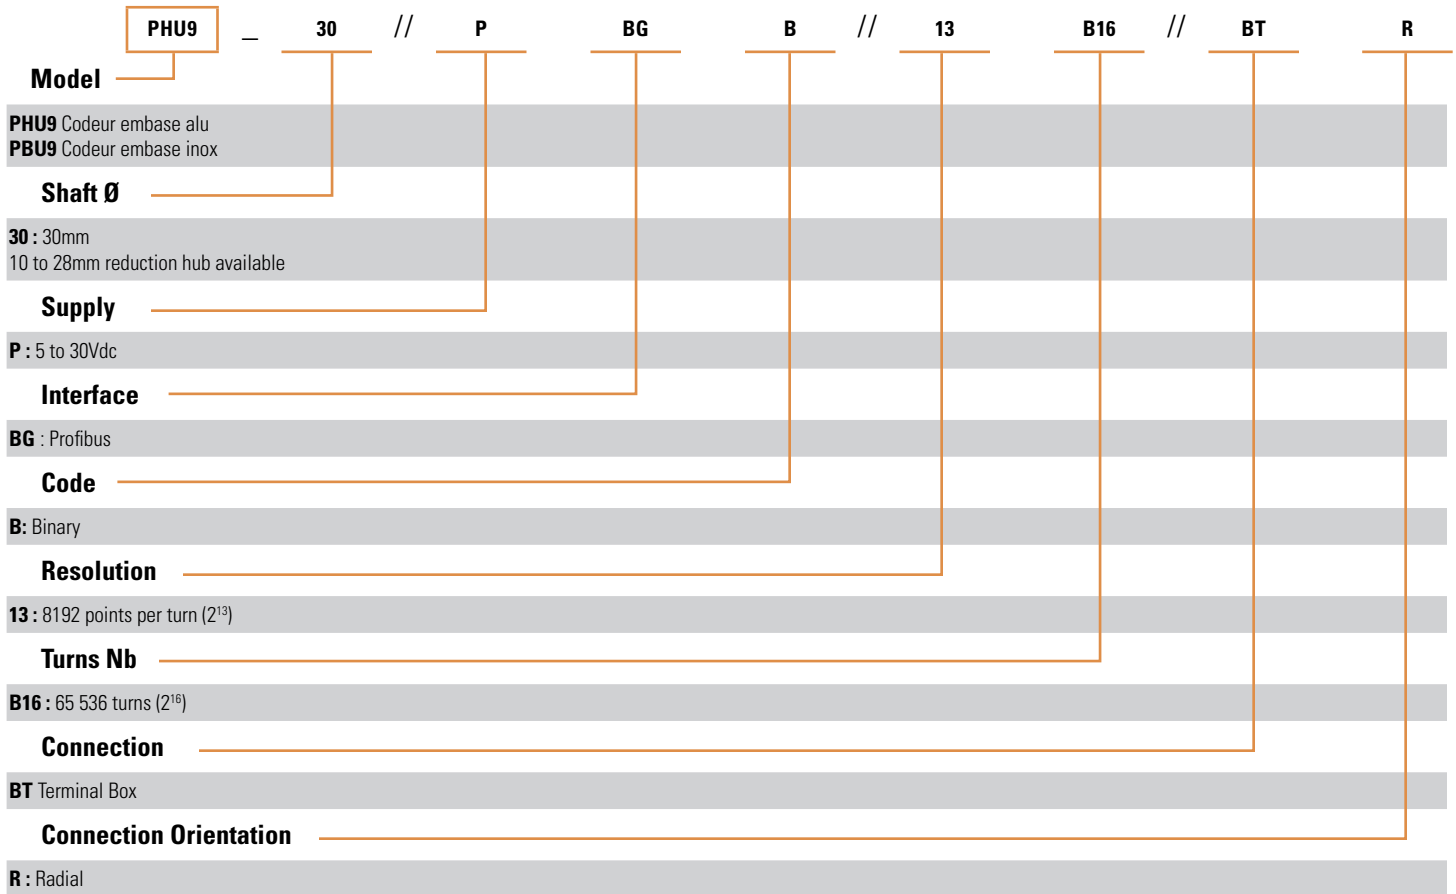 PHU9 _ 30 // P BG B // 13 B16 // BT R
Model
PHU9 Codeur embase alu
PBU9 Codeur embase inox
Shaft Ø
30 : 30mm
10 to 28mm reduction hub available
Supply
P : 5 to 30Vdc
Interface
BG : Profibus
Code
B: Binary
Resolution
13 : 8192 points per turn (2¹³)
Turns Nb
B16 : 65 536 turns (2¹⁶)
Connection
BT Terminal Box
Connection Orientation
R : Radial